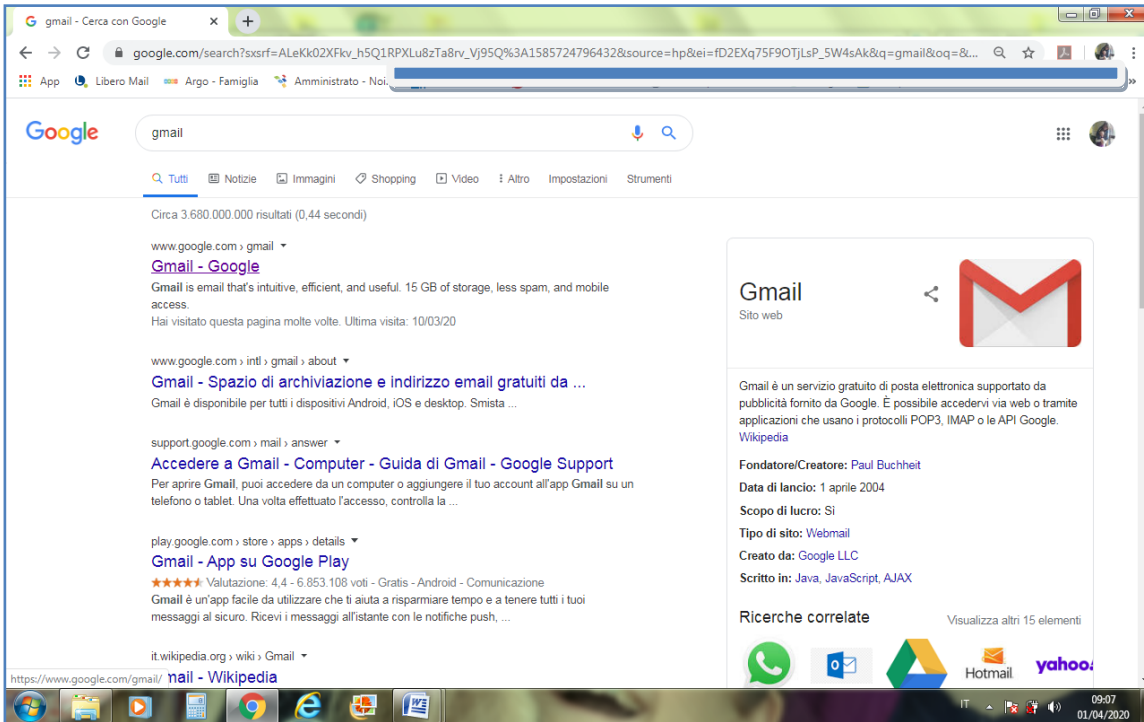 gmail - Cerca con Google
google.com/search?sxsrf=ALeKk02XFkv_h5Q1RPXLu8zTa8rv_Vj95Q%3A1585724796432&source=hp&ei=fD2EXq75F9OTjLsP_5W4sAk&q=gmail&oq=&...
App Libero Mail Argo - Famiglia Amministrato - Noi. »
Google gmail
Tutti Notizie Immagini Shopping Video Altro Impostazioni Strumenti
Circa 3.680.000.000 risultati (0,44 secondi)
www.google.com › gmail
Gmail - Google
Gmail is email that's intuitive, efficient, and useful. 15 GB of storage, less spam, and mobile
access.
Hai visitato questa pagina molte volte. Ultima visita: 10/03/20
www.google.com › intl › gmail › about
Gmail - Spazio di archiviazione e indirizzo email gratuiti da ...
Gmail è disponibile per tutti i dispositivi Android, iOS e desktop. Smista ...
support.google.com › mail › answer
Accedere a Gmail - Computer - Guida di Gmail - Google Support
Per aprire Gmail, puoi accedere da un computer o aggiungere il tuo account all'app Gmail su un
telefono o tablet. Una volta effettuato l'accesso, controlla la ...
play.google.com › store › apps › details
Gmail - App su Google Play
Valutazione: 4,4 - 6.853.108 voti - Gratis - Android - Comunicazione
Gmail è un'app facile da utilizzare che ti aiuta a risparmiare tempo e a tenere tutti i tuoi
messaggi al sicuro. Ricevi i messaggi all'istante con le notifiche push, ...
it.wikipedia.org › wiki › Gmail
https://www.google.com/gmail/ mail - Wikipedia
Gmail
Sito web
Gmail è un servizio gratuito di posta elettronica supportato da
pubblicità fornito da Google. È possibile accedervi via web o tramite
applicazioni che usano i protocolli POP3, IMAP o le API Google.
Wikipedia
Fondatore/Creatore: Paul Buchheit
Data di lancio: 1 aprile 2004
Scopo di lucro: Sì
Tipo di sito: Webmail
Creato da: Google LLC
Scritto in: Java, JavaScript, AJAX
Ricerche correlate Visualizza altri 15 elementi
Hotmail yahoo!
IT 09:07
01/04/2020